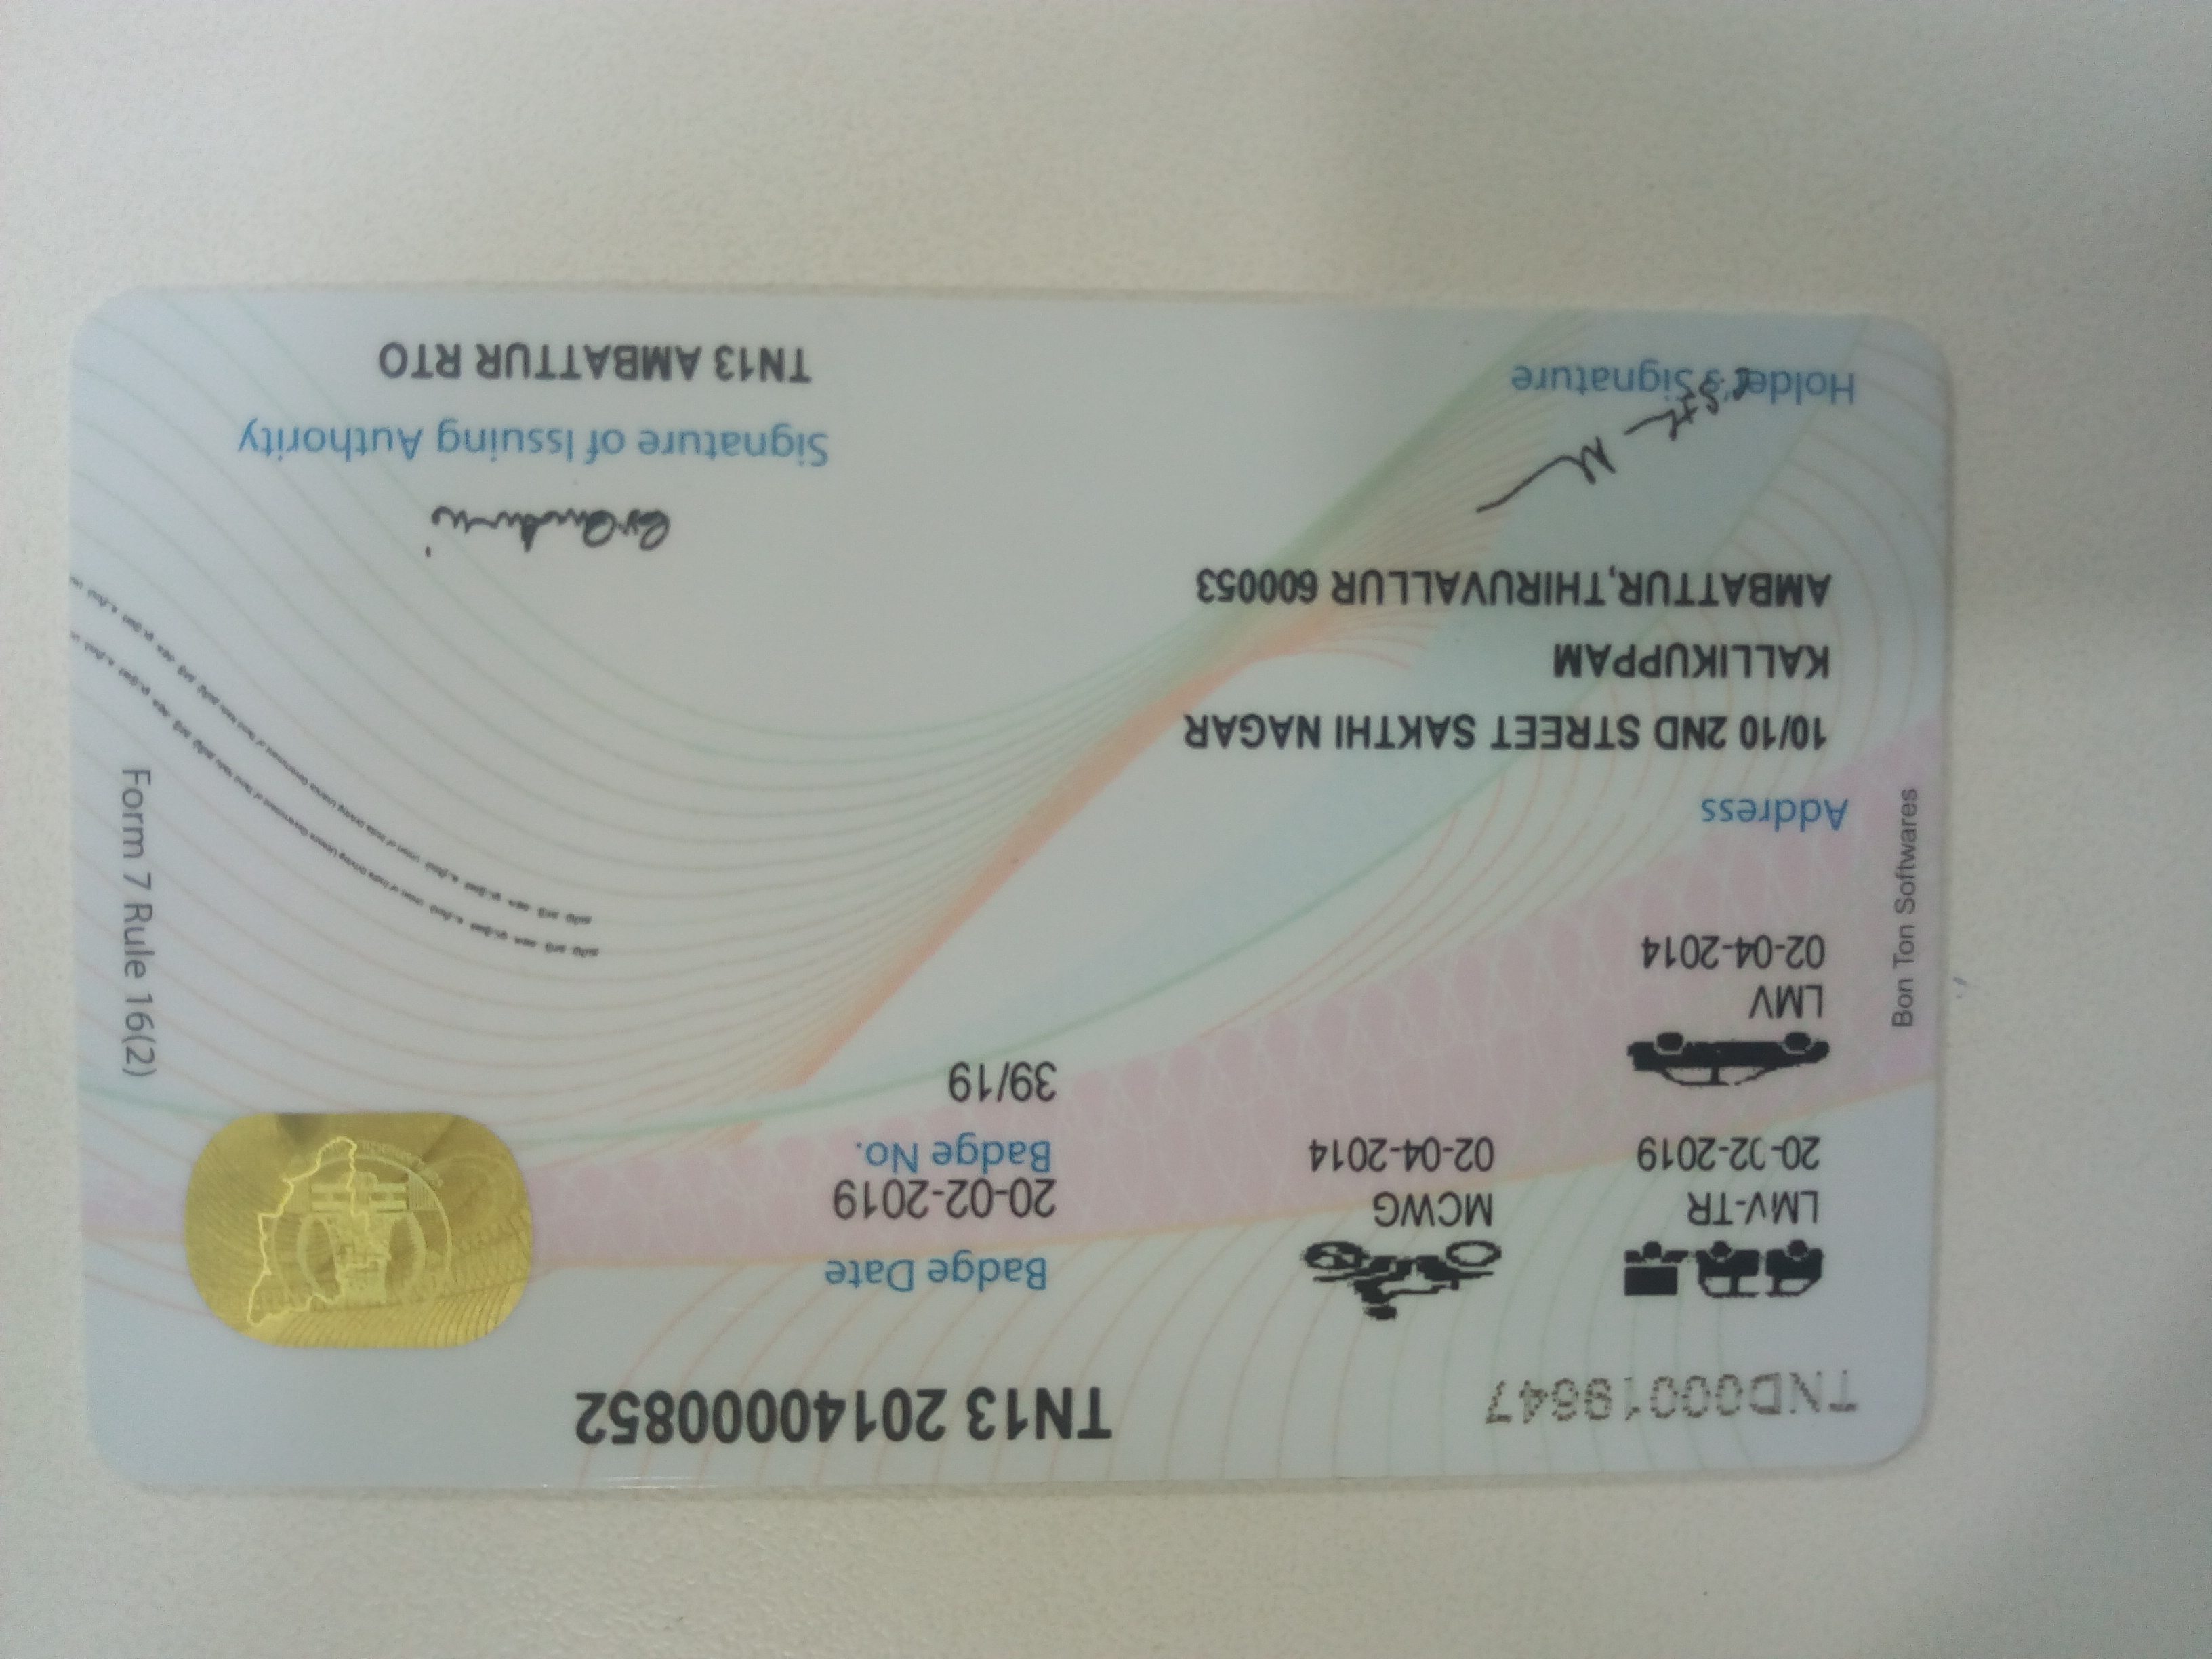 TND00019647
TN13 20140000852
LMV-TR
20-02-2019
MCWG
02-04-2014
Badge Date
20-02-2019
Badge No.
39/19
LMV
02-04-2014
Address
10/10 2ND STREET SAKTHI NAGAR
KALLIKUPPAM
AMBATTUR,THIRUVALLUR 600053
Holder's Signature
Signature of Issuing Authority
TN13 AMBATTUR RTO
Form 7 Rule 16(2)
Bon Ton Softwares